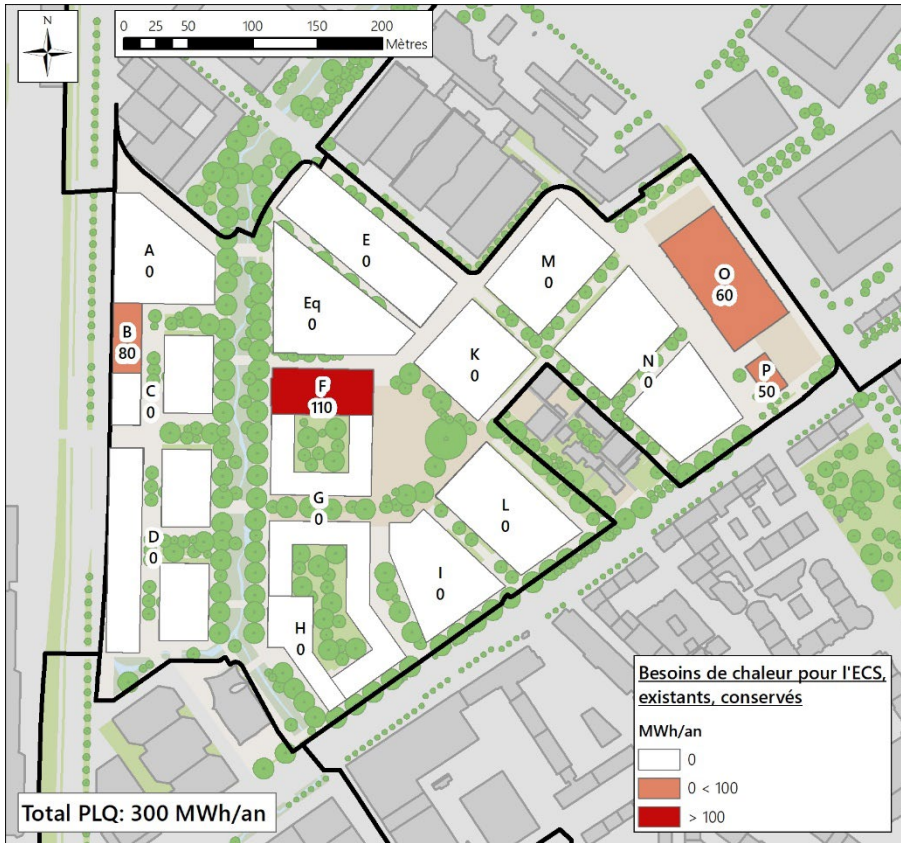 N
0 25 50 100 150 200
Mètres
A
0
B
80
C
0
D
0
E
0
Eq
0
F
110
G
0
H
0
I
0
K
0
L
0
M
0
N
0
O
60
P
50
Besoins de chaleur pour l'ECS,
existants, conservés
MWh/an
0
0 < 100
> 100
Total PLQ: 300 MWh/an